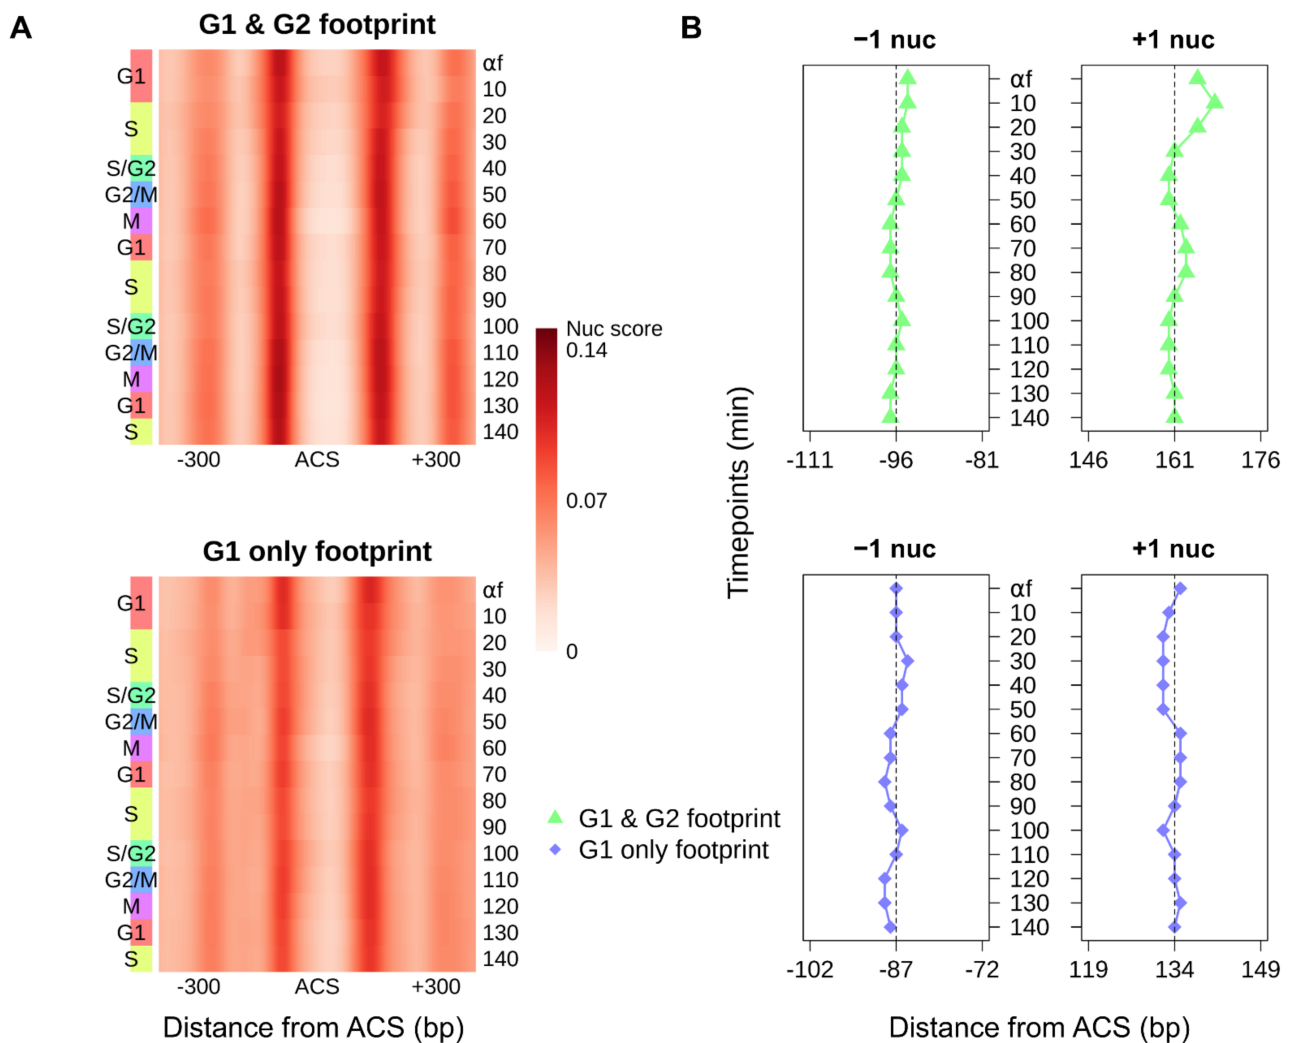 A
G1 & G2 footprint
G1
S
S/G2
G2/M
M
G1
S
S/G2
G2/M
M
G1
S
αf
10
20
30
40
50
60
70
80
90
100
110
120
130
140
-300 ACS +300
Nuc score
0.14
0.07
0
G1 only footprint
G1
S
S/G2
G2/M
M
G1
S
S/G2
G2/M
M
G1
S
αf
10
20
30
40
50
60
70
80
90
100
110
120
130
140
-300 ACS +300
Distance from ACS (bp)
G1 & G2 footprint
G1 only footprint
B
Timepoints (min)
−1 nuc +1 nuc
αf
10
20
30
40
50
60
70
80
90
100
110
120
130
140
-111 -96 -81 146 161 176
−1 nuc +1 nuc
αf
10
20
30
40
50
60
70
80
90
100
110
120
130
140
-102 -87 -72 119 134 149
Distance from ACS (bp)